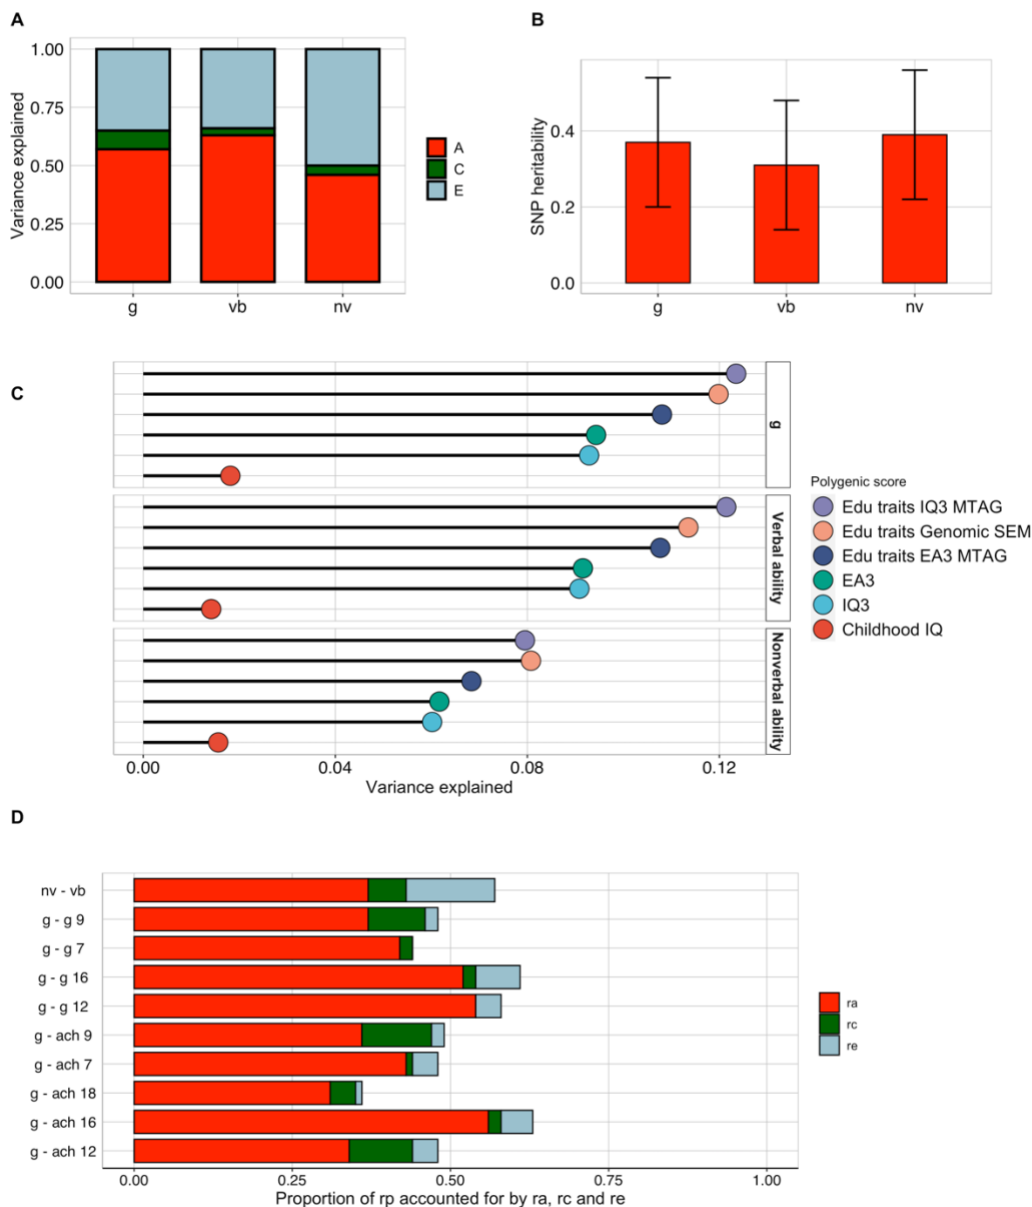 A
1.00
0.75
0.50
0.25
0.00
Variance explained
g
vb
nv
A
C
E
B
0.4
0.2
0.0
SNP heritability
g
vb
nv
C
g
Verbal ability
Nonverbal ability
0.00
0.04
0.08
0.12
Variance explained
Polygenic score
Edu traits IQ3 MTAG
Edu traits Genomic SEM
Edu traits EA3 MTAG
EA3
IQ3
Childhood IQ
D
nv - vb
g - g 9
g - g 7
g - g 16
g - g 12
g - ach 9
g - ach 7
g - ach 18
g - ach 16
g - ach 12
0.00
0.25
0.50
0.75
1.00
Proportion of rp accounted for by ra, rc and re
ra
rc
re